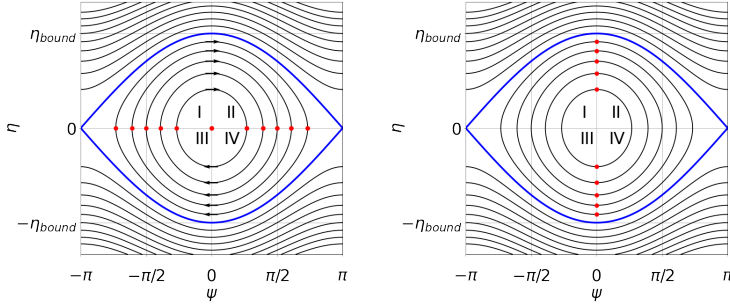 η_bound
I II
η
0
III IV
−η_bound
−π −π/2 0 π/2 π
ψ
η_bound
I II
η
0
III IV
−η_bound
−π −π/2 0 π/2 π
ψ